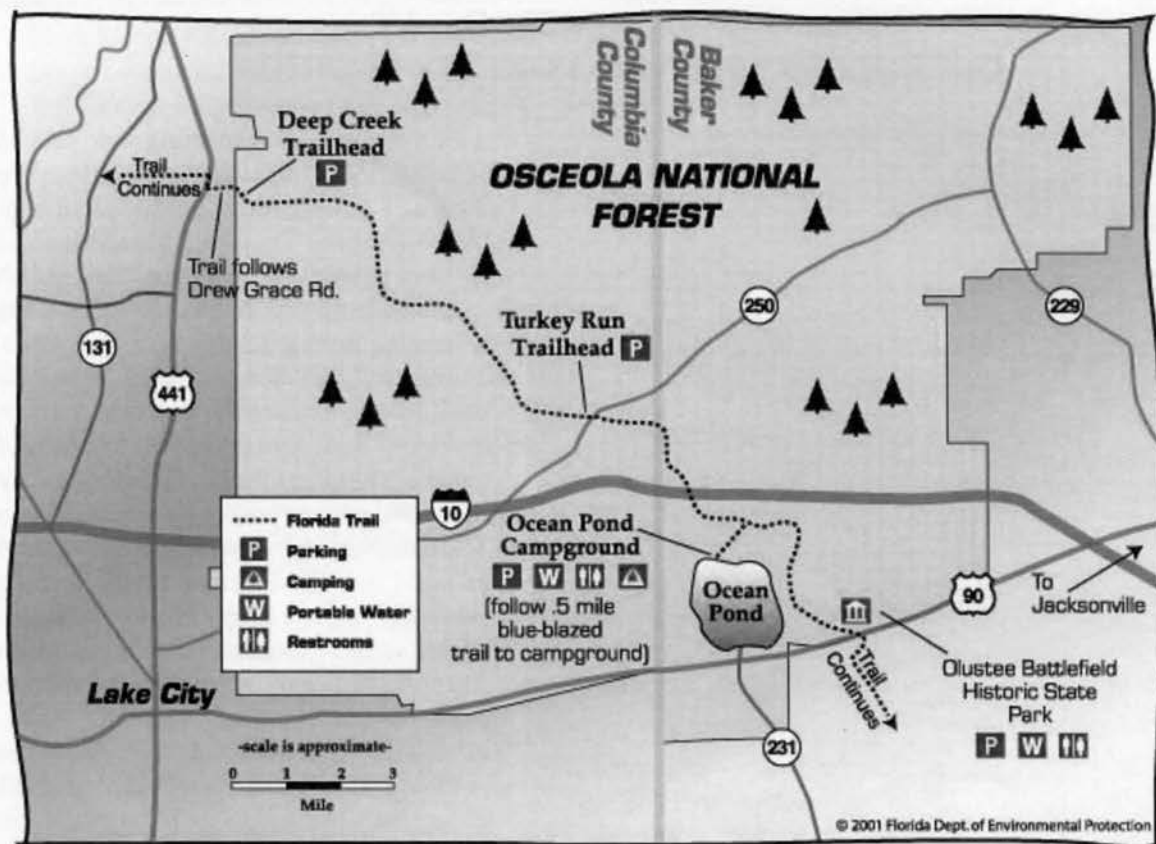 Columbia
County
Baker
County
Deep Creek
Trailhead
P
Trail
Continues
OSCEOLA NATIONAL
FOREST
Trail follows
Drew Grace Rd.
250
229
Turkey Run
Trailhead P
131
441
Florida Trail
P Parking
Camping
W Portable Water
Restrooms
10
Ocean Pond
Campground
P W
(follow .5 mile
blue-blazed
trail to campground)
Ocean
Pond
90
To
Jacksonville
Trail
Continues
Olustee Battlefield
Historic State
Park
P W
Lake City
231
-scale is approximate-
0 1 2 3
Mile
© 2001 Florida Dept. of Environmental Protection